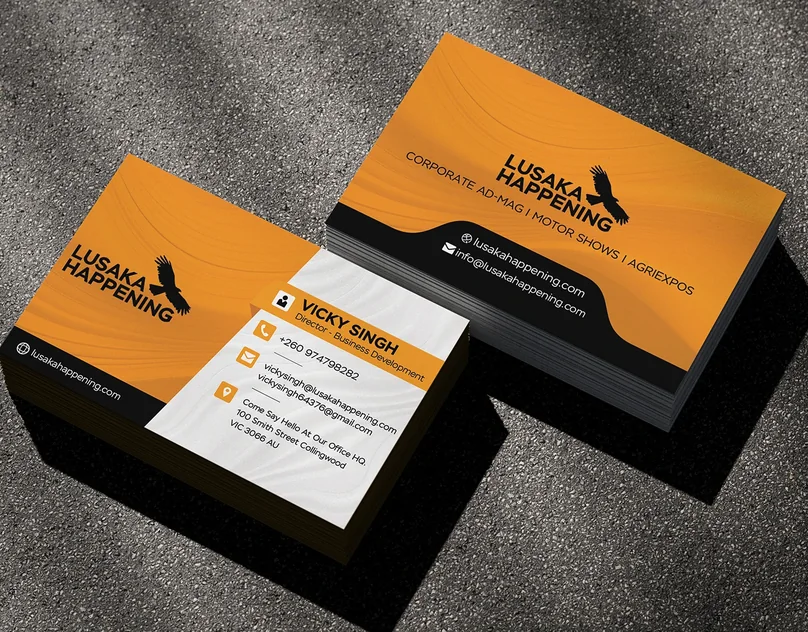 LUSAKA
HAPPENING
lusakahappening.com
VICKY SINGH
Director - Business Development
+260 974798282
vickysingh@lusakahappening.com
vickysingh64376@gmail.com
Come Say Hello At Our Office HQ.
100 Smith Street Collingwood
VIC 3066 AU
LUSAKA
HAPPENING
CORPORATE AD-MAG | MOTOR SHOWS | AGRIEXPOS
lusakahappening.com
info@lusakahappening.com